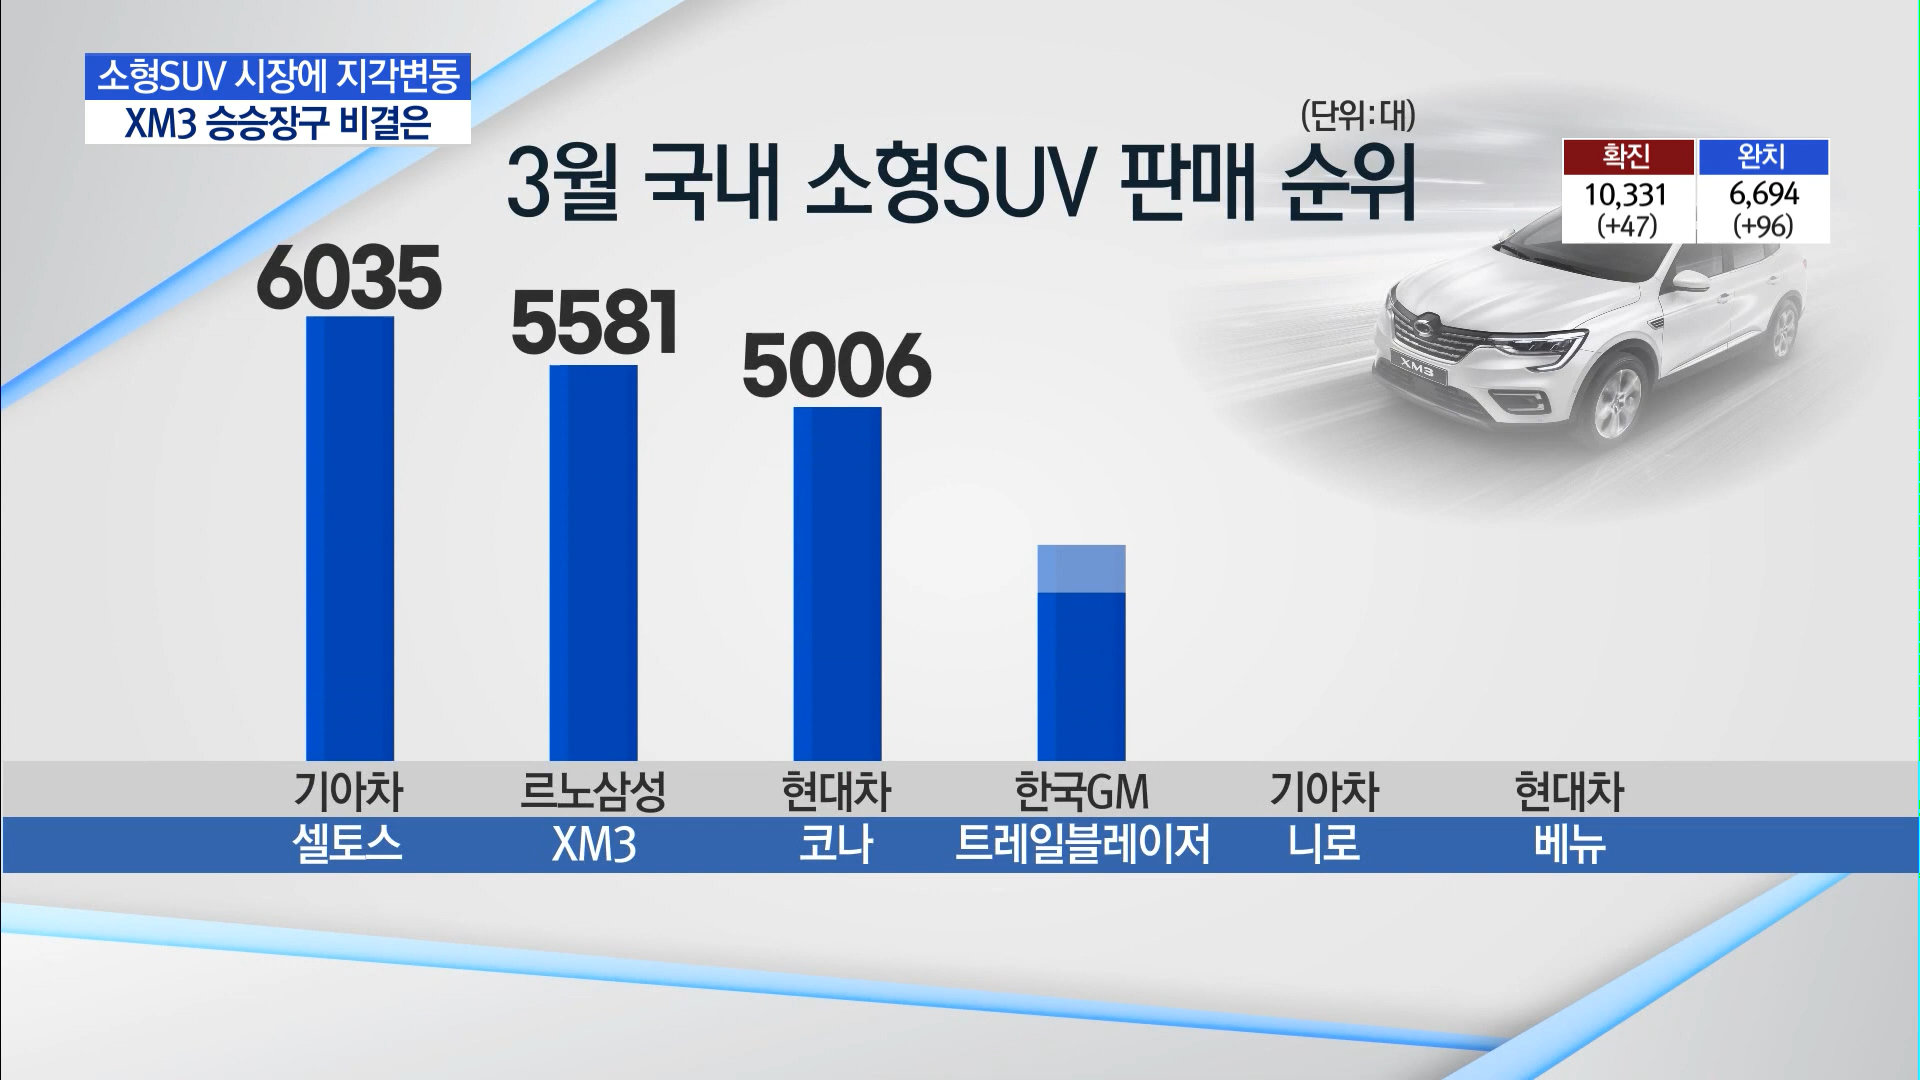 소형SUV 시장에 지각변동
XM3 승승장구 비결은
(단위:대)
3월 국내 소형SUV 판매 순위
확진 완치
10,331 6,694
(+47) (+96)
6035
5581
5006
XM3
기아차 르노삼성 현대차 한국GM 기아차 현대차
셀토스 XM3 코나 트레일블레이저 니로 베뉴